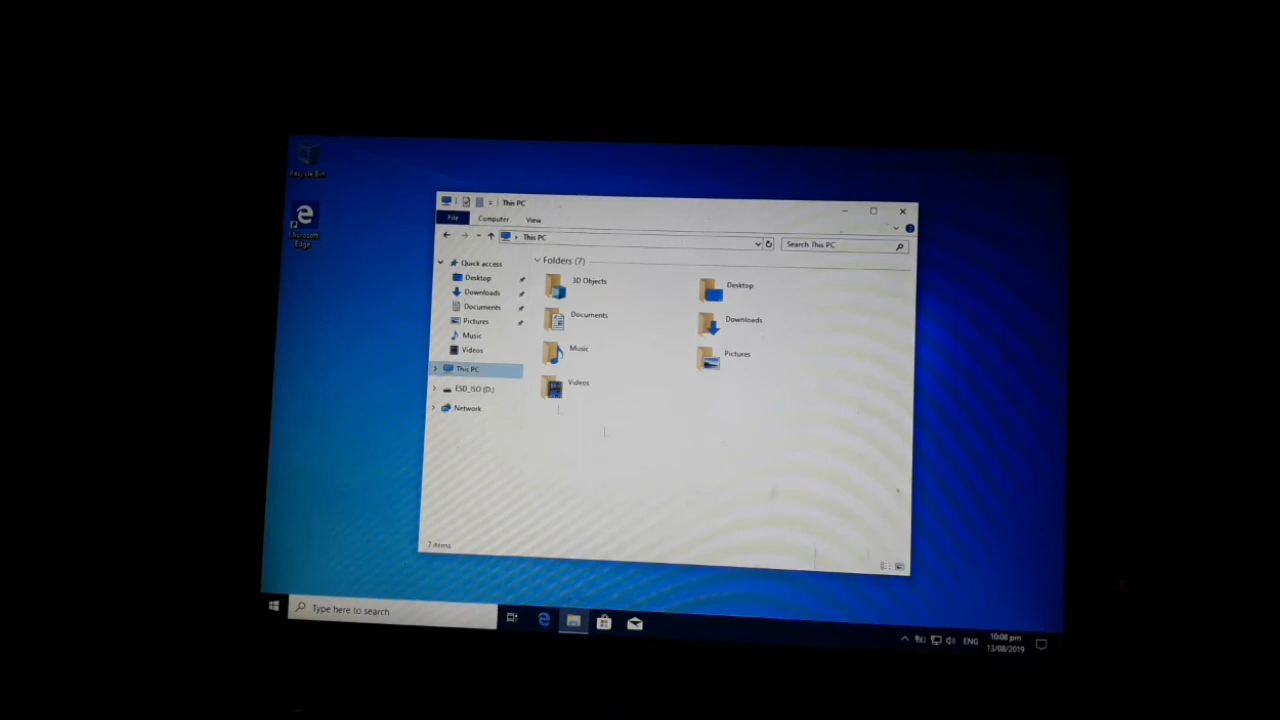 Recycle Bin
Microsoft
Edge
This PC
File Computer View
This PC
Search This PC
Quick access
Desktop
Downloads
Documents
Pictures
Music
Videos
This PC
ESD_ISO (D:)
Network
Folders (7)
3D Objects
Desktop
Documents
Downloads
Music
Pictures
Videos
7 items
Type here to search
ENG
10:08 pm
13/08/2019